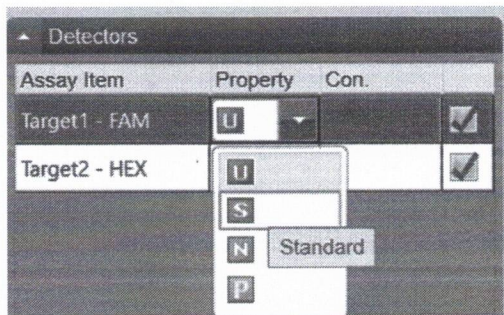 Detectors
Assay Item Property Con.
Target1 - FAM U
Target2 - HEX U
S
N Standard
P